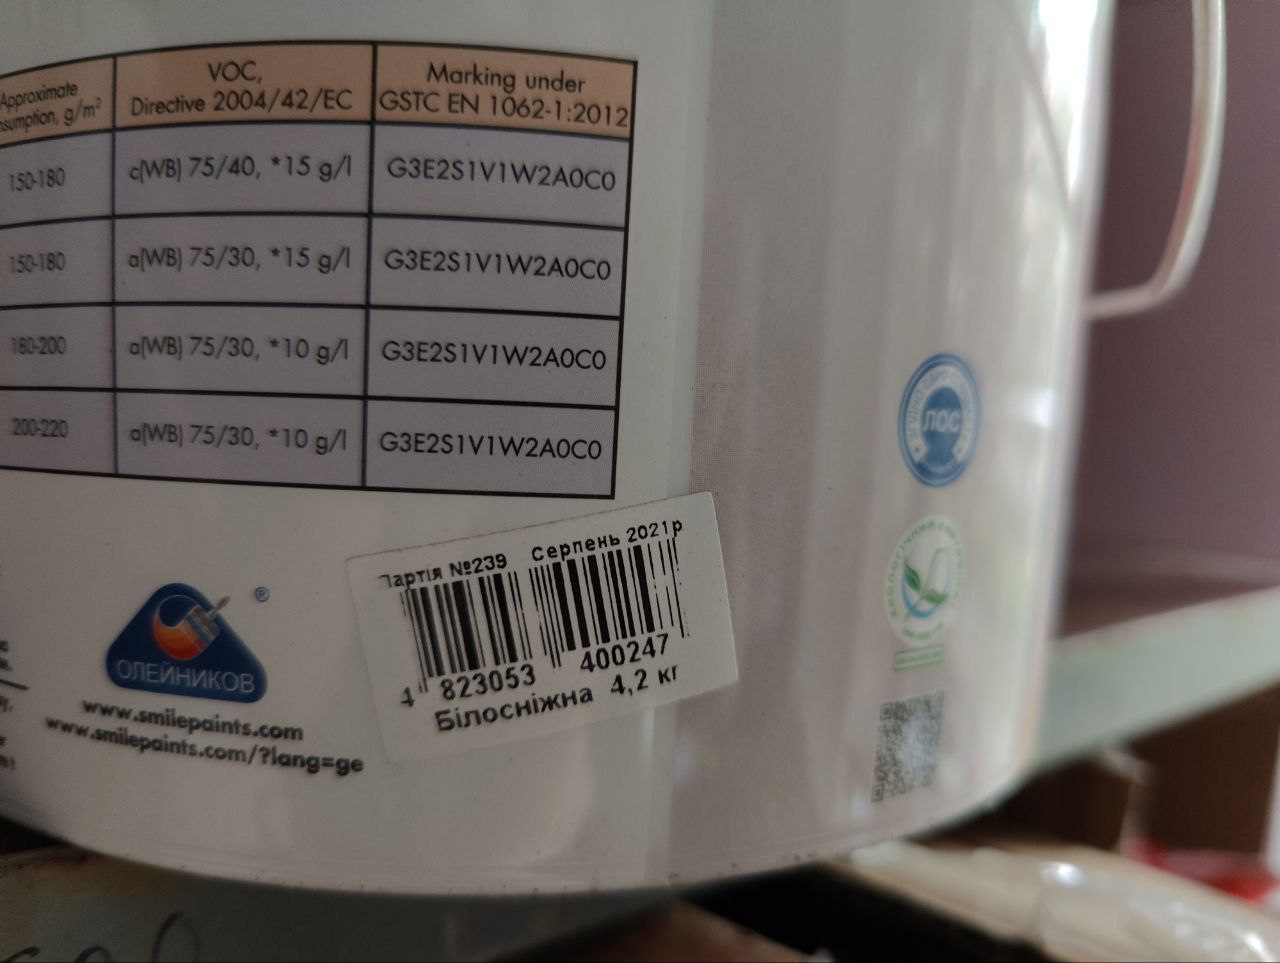 Approximate
g/m²
VOC,
Directive 2004/42/EC
Marking under
GSTC EN 1062-1:2012
150-180
c(WB) 75/40, *15 g/l
G3E2S1V1W2A0C0
150-180
a(WB) 75/30, *15 g/l
G3E2S1V1W2A0C0
180-200
a(WB) 75/30, *10 g/l
G3E2S1V1W2A0C0
200-220
a(WB) 75/30, *10 g/l
G3E2S1V1W2A0C0
ЛОС
Партія №239 Серпень 2021р
4 823053 400247
Білосніжна 4,2 кг
®
ОЛЕЙНИКОВ
www.smilepaints.com
www.smilepaints.com/?lang=ge